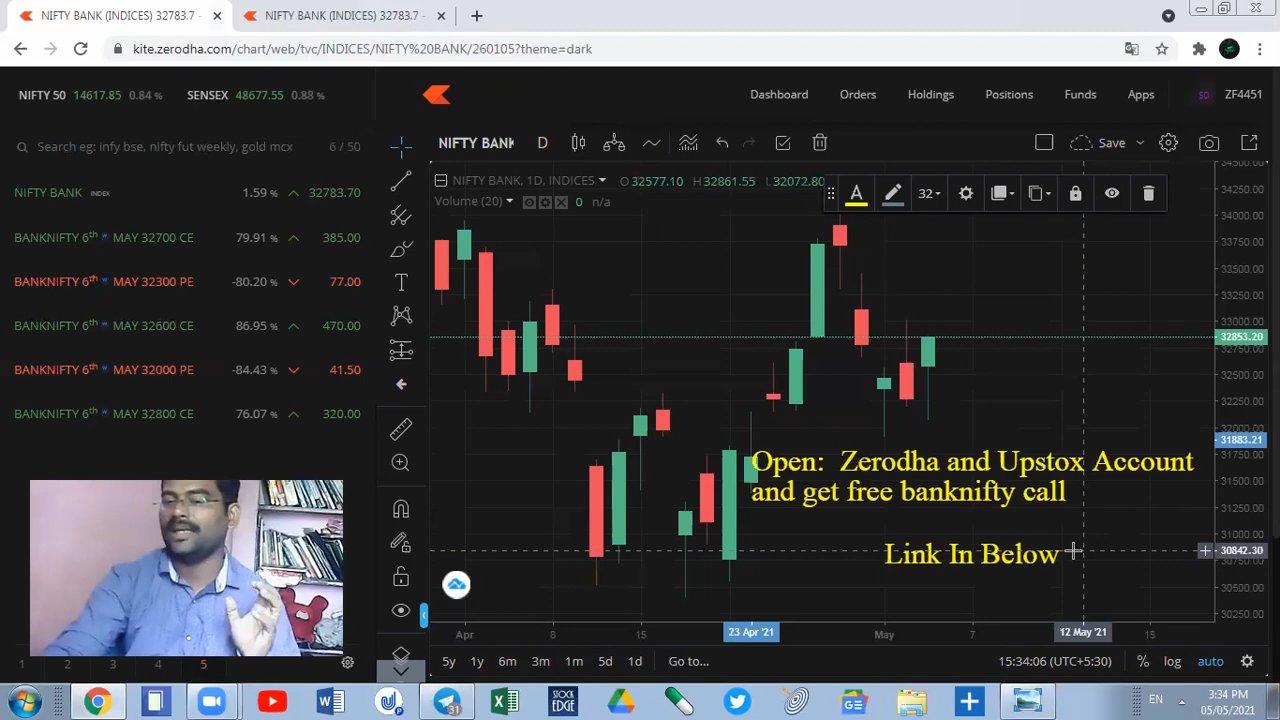 NIFTY BANK (INDICES) 32783.7 -
NIFTY BANK (INDICES) 32783.7 -
kite.zerodha.com/chart/web/tvc/INDICES/NIFTY%20BANK/260105?theme=dark
NIFTY 50 14617.85 0.84 % SENSEX 48677.55 0.88 %
Dashboard Orders Holdings Positions Funds Apps SD ZF4451
Search eg: infy bse, nifty fut weekly, gold mcx 6 / 50
NIFTY BANK INDEX 1.59 % 32783.70
BANKNIFTY 6th W MAY 32700 CE 79.91 % 385.00
BANKNIFTY 6th W MAY 32300 PE -80.20 % 77.00
BANKNIFTY 6th W MAY 32600 CE 86.95 % 470.00
BANKNIFTY 6th W MAY 32000 PE -84.43 % 41.50
BANKNIFTY 6th W MAY 32800 CE 76.07 % 320.00
1 2 3 4 5
NIFTY BANK D Save
NIFTY BANK, 1D, INDICES O32577.10 H32861.55 L32072.80
A 32
Volume (20) 0 n/a
34500.00
34250.00
34000.00
33750.00
33500.00
33250.00
33000.00
32853.20
32750.00
32500.00
32250.00
32000.00
31883.21
31750.00
31500.00
31250.00
31000.00
30842.30
30750.00
30500.00
30250.00
Open: Zerodha and Upstox Account
and get free banknifty call
Link In Below
Apr 8 15 23 Apr '21 May 7 12 May '21 15
5y 1y 6m 3m 1m 5d 1d Go to... 15:34:06 (UTC+5:30) % log auto
31
STOCK
EDGE
EN
3:34 PM
05/05/2021